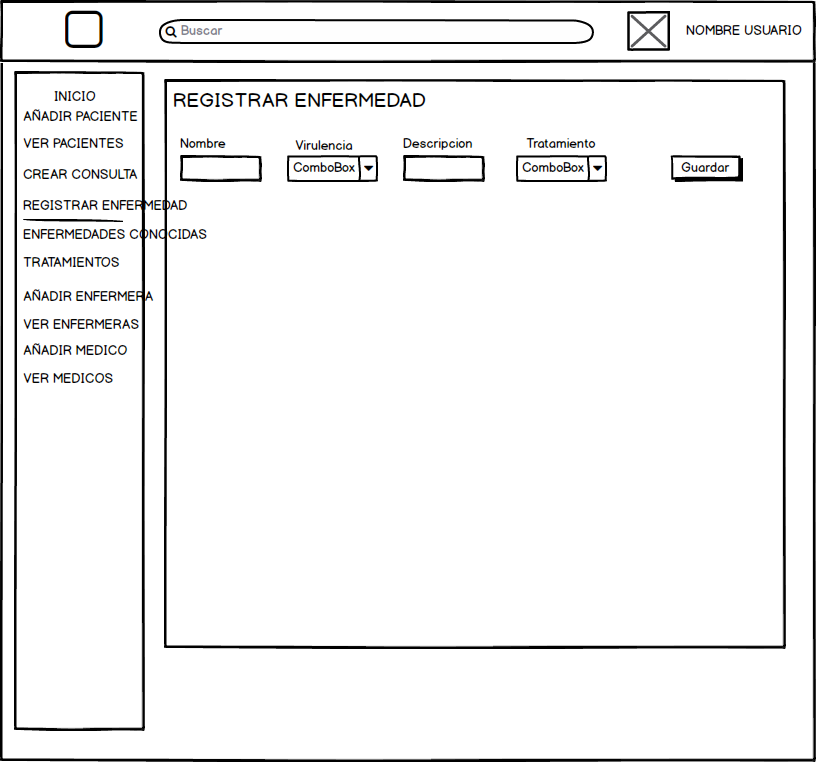 Buscar
NOMBRE USUARIO
INICIO
AÑADIR PACIENTE
VER PACIENTES
CREAR CONSULTA
REGISTRAR ENFERMEDAD
ENFERMEDADES CONOCIDAS
TRATAMIENTOS
AÑADIR ENFERMERA
VER ENFERMERAS
AÑADIR MEDICO
VER MEDICOS
REGISTRAR ENFERMEDAD
Nombre Virulencia Descripcion Tratamiento
ComboBox ComboBox Guardar